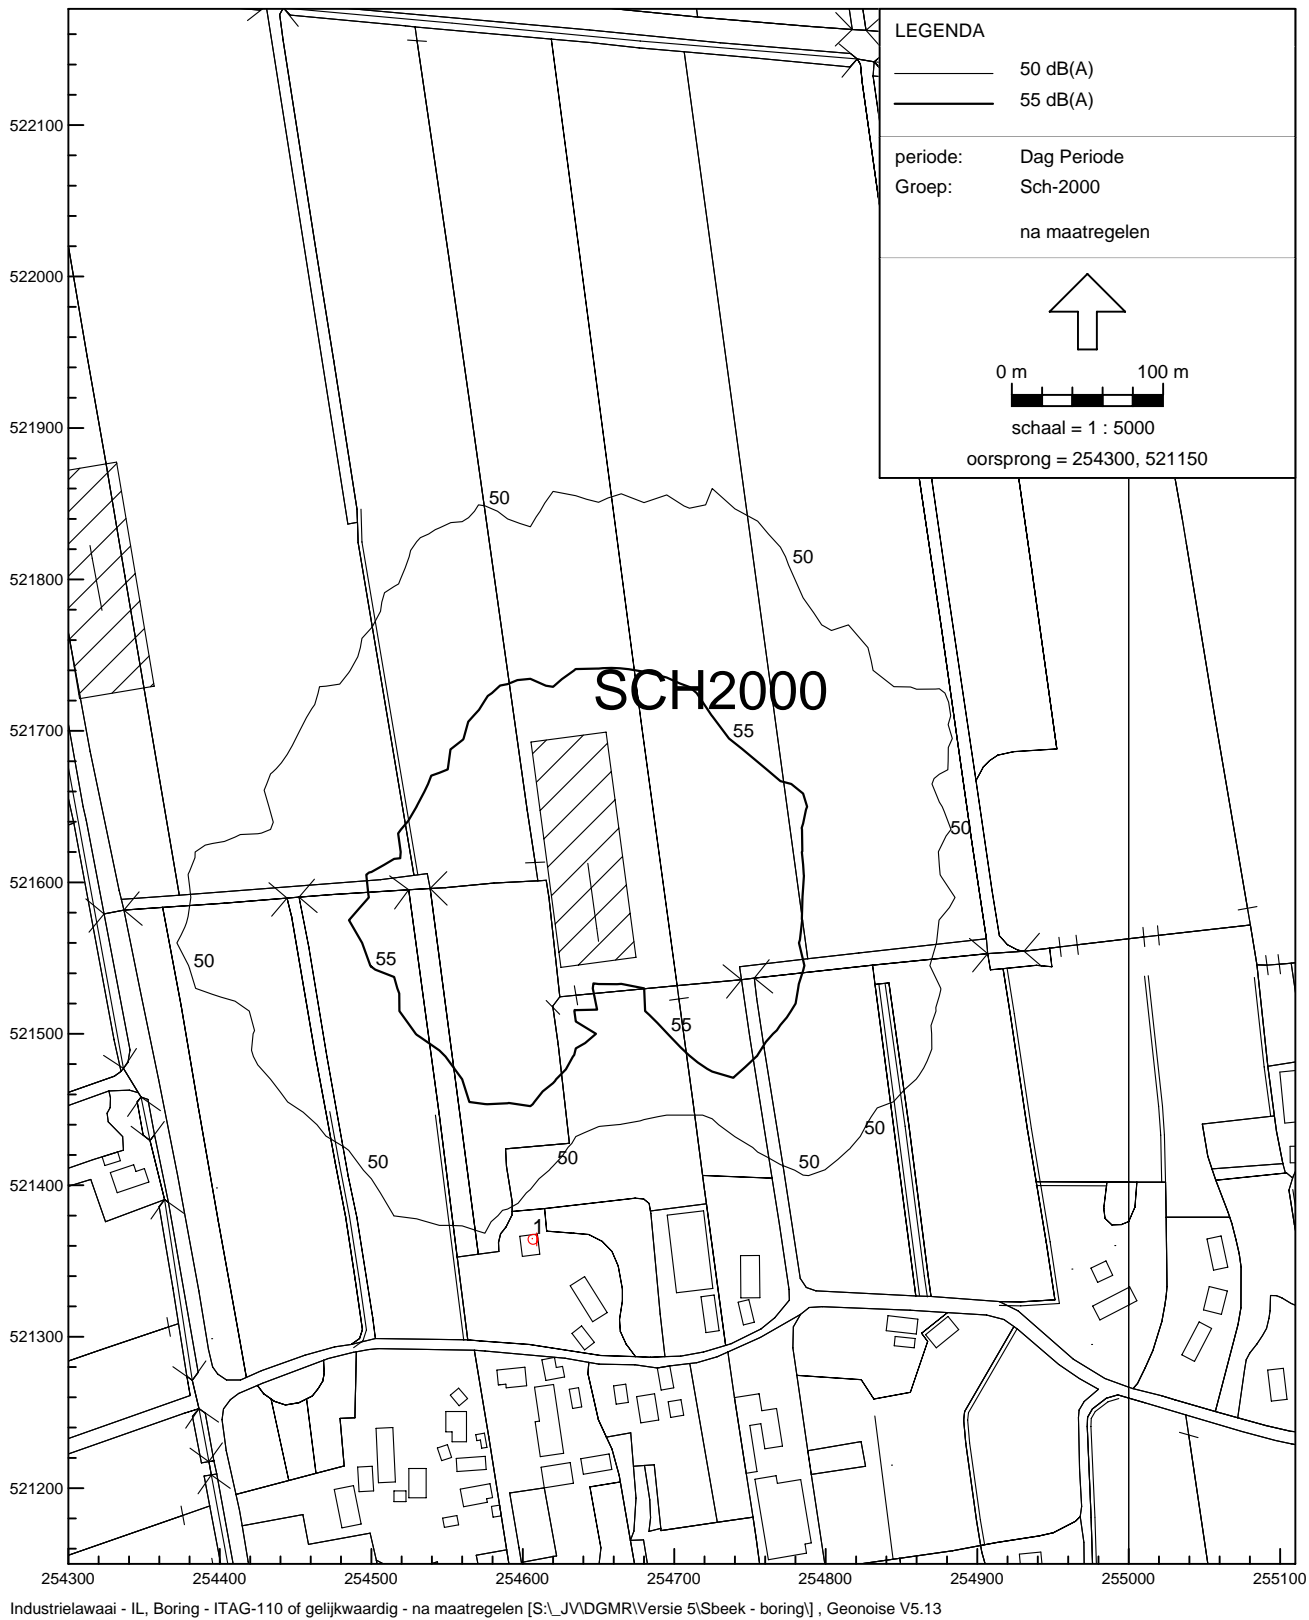 LEGENDA
50 dB(A)
55 dB(A)
periode: Dag Periode
Groep: Sch-2000
na maatregelen
0 m 100 m
schaal = 1 : 5000
oorsprong = 254300, 521150
522100
522000
521900
521800
521700
521600
521500
521400
521300
521200
50
50
SCH2000
55
50
50
55
55
50
50
50
50
1
254300 254400 254500 254600 254700 254800 254900 255000 255100
Industrielawaai - IL, Boring - ITAG-110 of gelijkwaardig - na maatregelen [S:\_JV\DGMR\Versie 5\Sbeek - boring\] , Geonoise V5.13